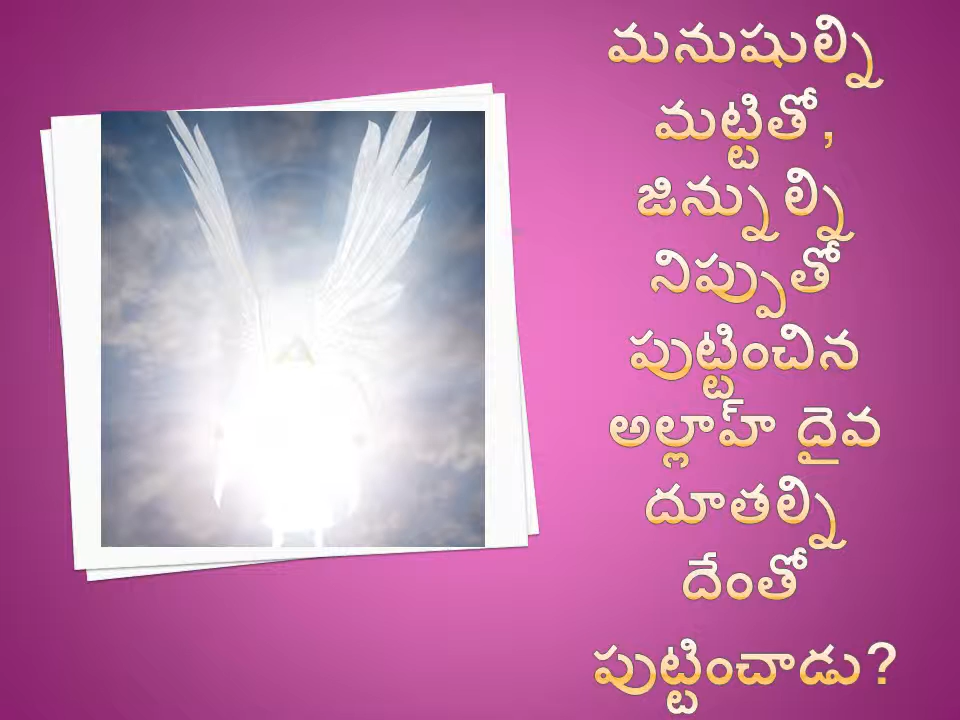 మనుషుల్ని
మట్టితో,
జిన్నుల్ని
నిప్పుతో
పుట్టించిన
అల్లాహ్ దైవ
దూతల్ని
దేంతో
పుట్టించాడు?